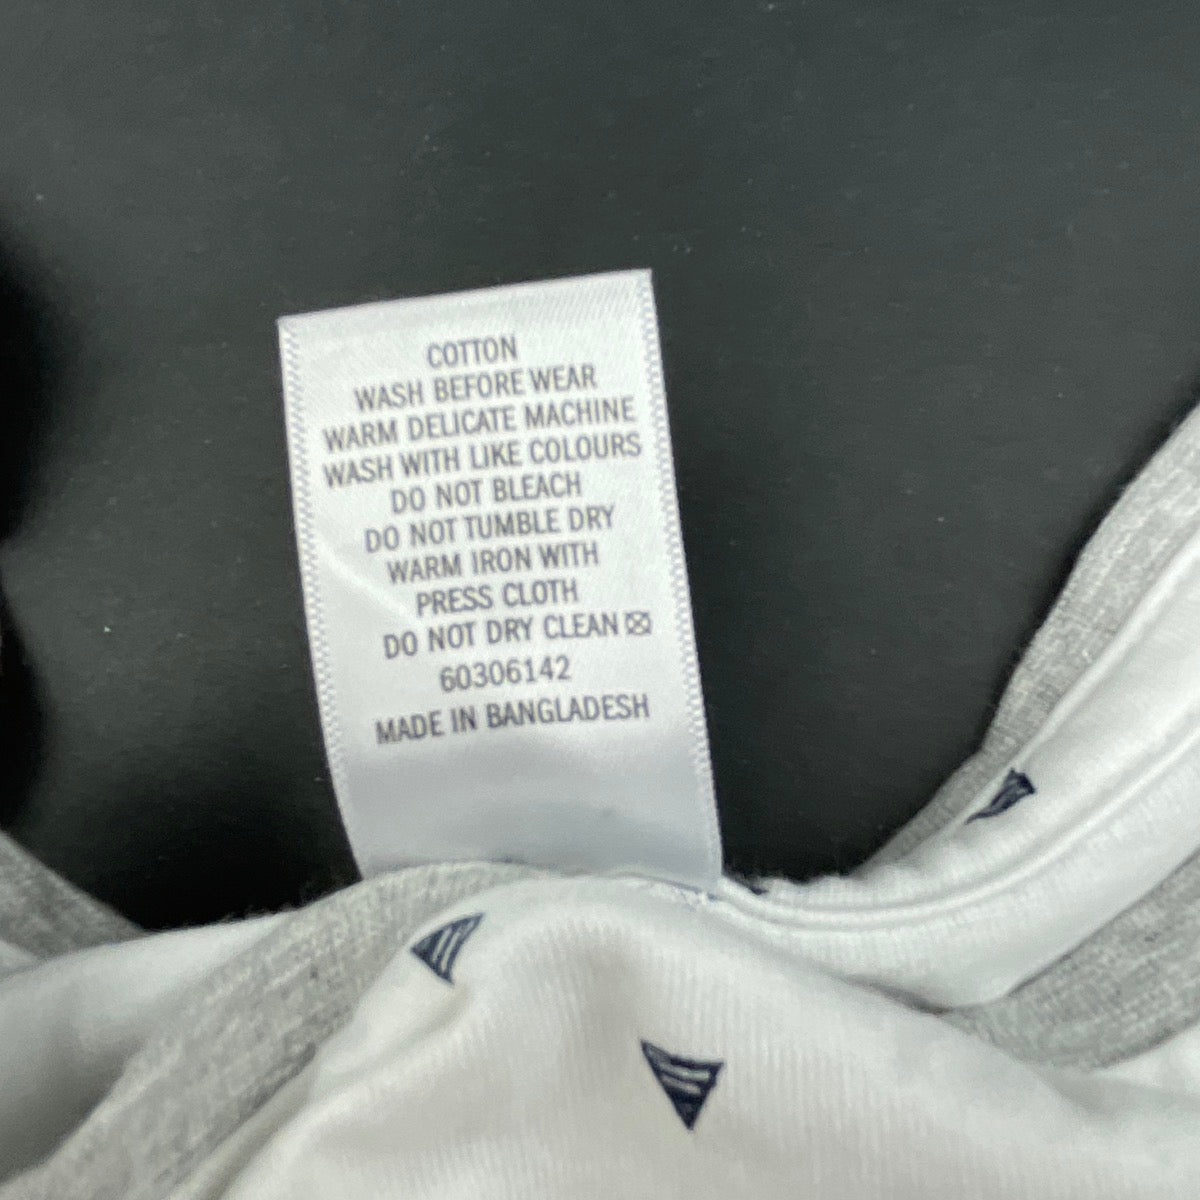 COTTON
WASH BEFORE WEAR
WARM DELICATE MACHINE
WASH WITH LIKE COLOURS
DO NOT BLEACH
DO NOT TUMBLE DRY
WARM IRON WITH
PRESS CLOTH
DO NOT DRY CLEAN
60306142
MADE IN BANGLADESH